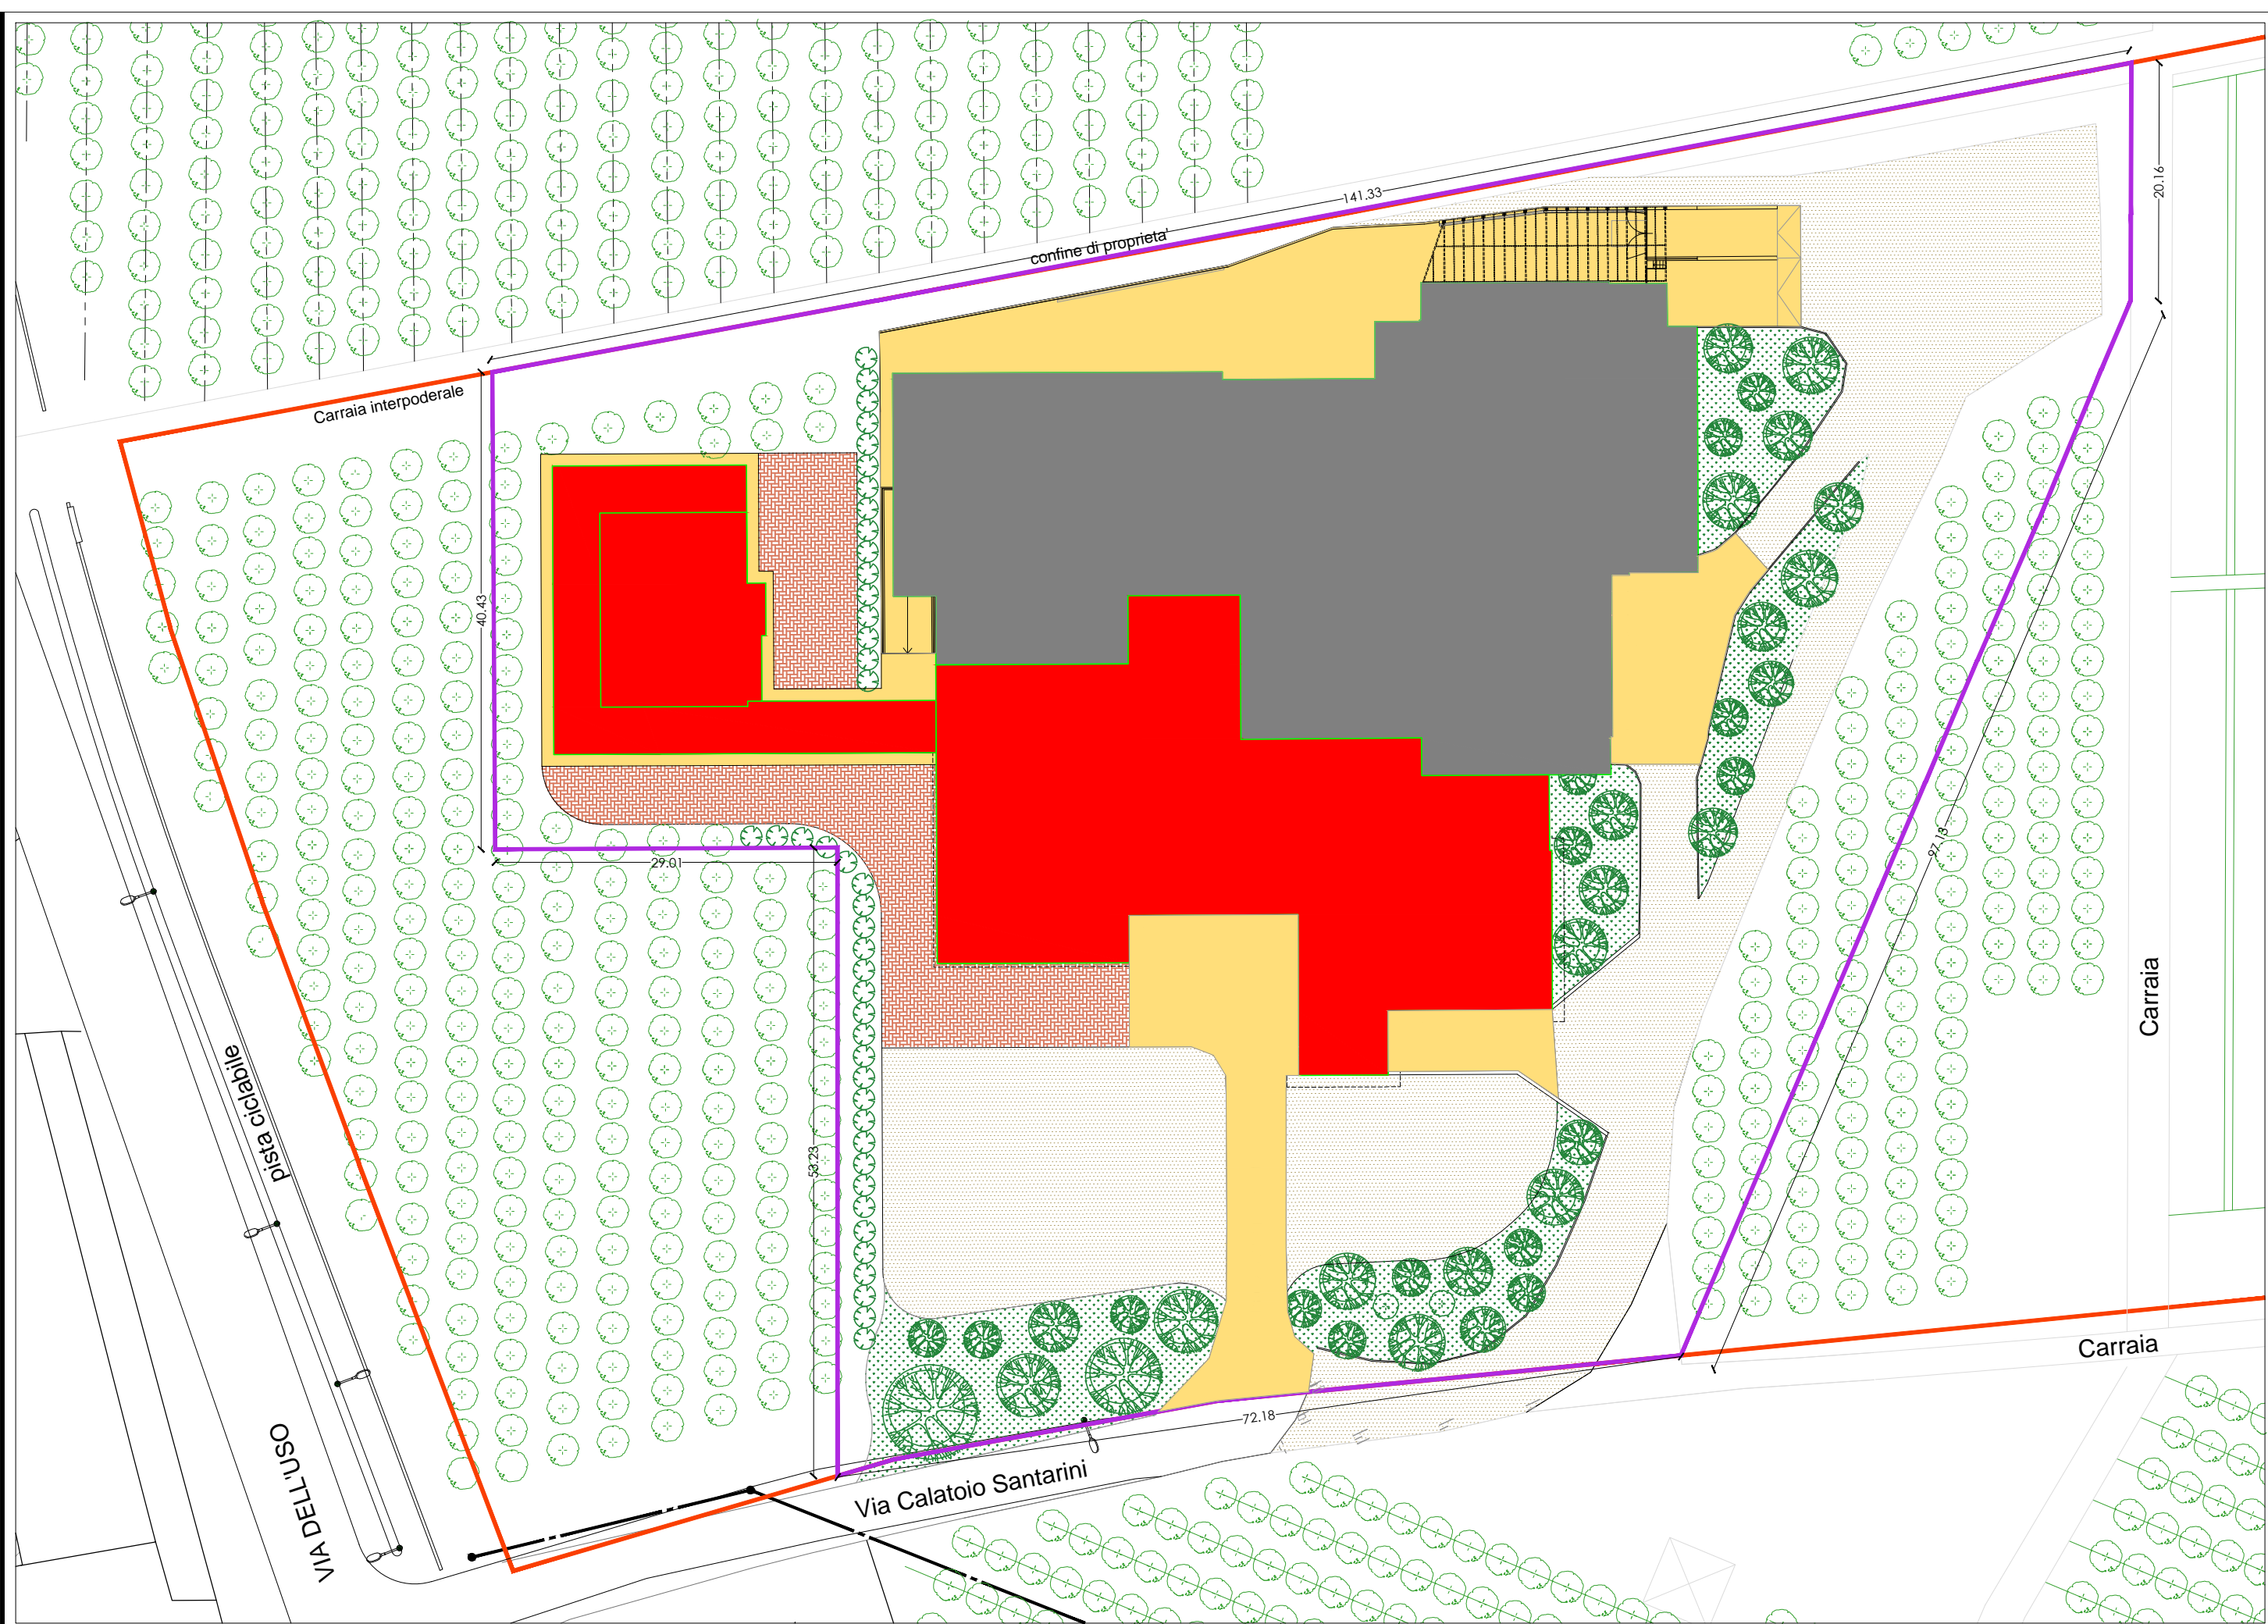 141.33
20.16
confine di proprieta'
Carraia interpoderale
40.43
29.01
97.13
Carraia
pista ciclabile
53.23
Carraia
72.18
Via Calatoio Santarini
VIA DELL'USO